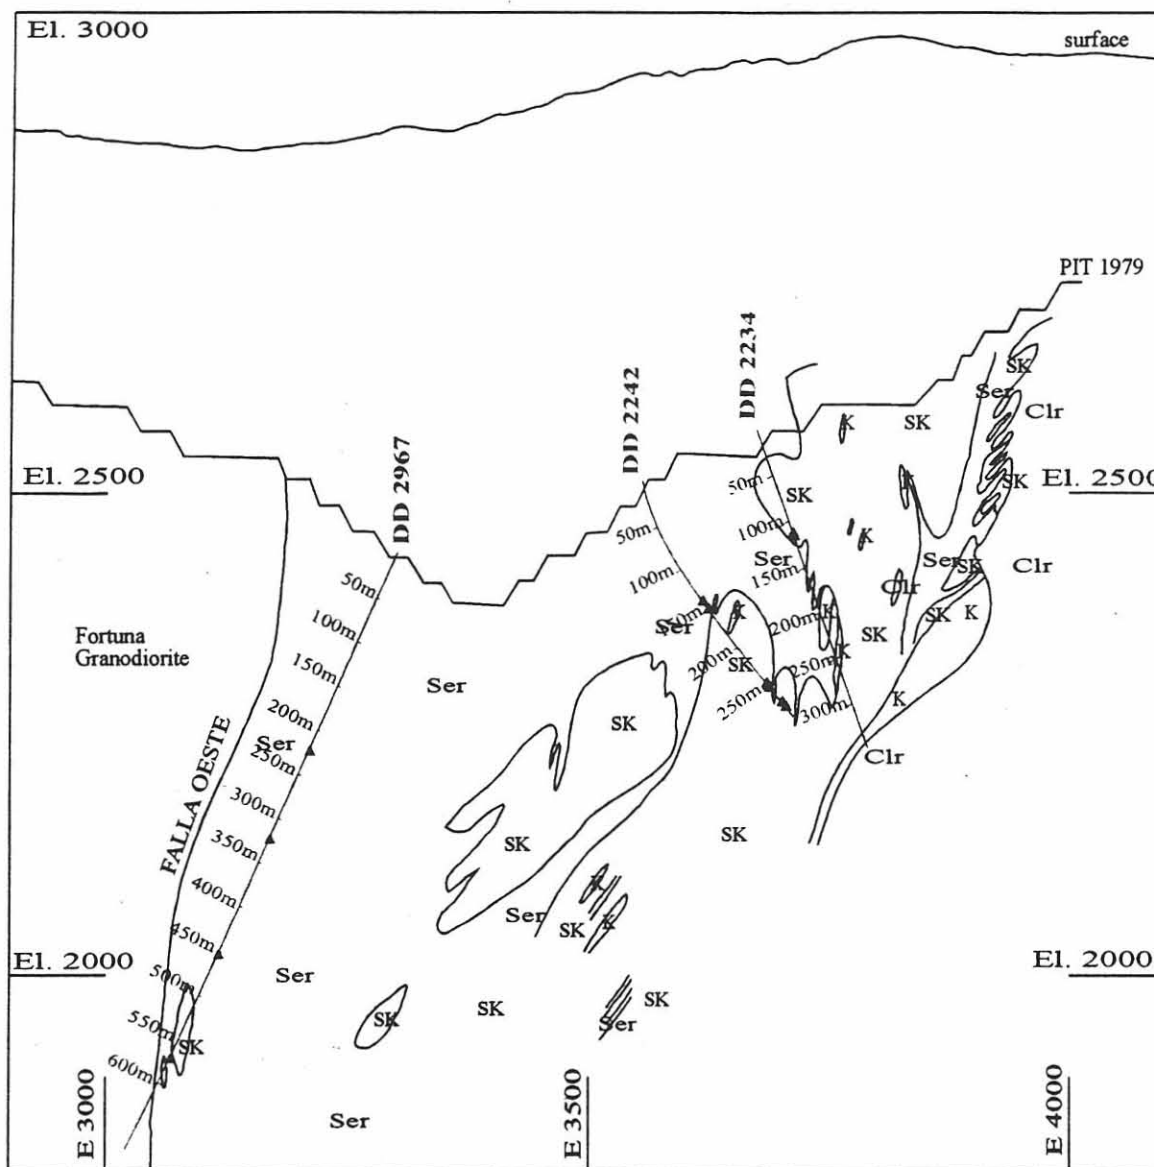 El. 3000
surface
PIT 1979
DD 2234
DD 2242
DD 2967
SK
Ser
Clr
K
SK
El. 2500
El. 2500
SK
50m
SK
K
50m
100m
K
Ser
Ser
SK
Clr
50m
100m
150m
Clr
100m
150m
K
200m
K
SK
K
Ser
SK
Fortuna
Granodiorite
150m
200m
SK
250m
K
Ser
250m
300m
K
200m
SK
Ser
250m
Clr
FALLA OESTE
300m
350m
SK
SK
400m
K
Ser
K
450m
SK
El. 2000
El. 2000
500m
Ser
SK
SK
550m
SK
Ser
SK
600m
E 3000
E 3500
E 4000
Ser